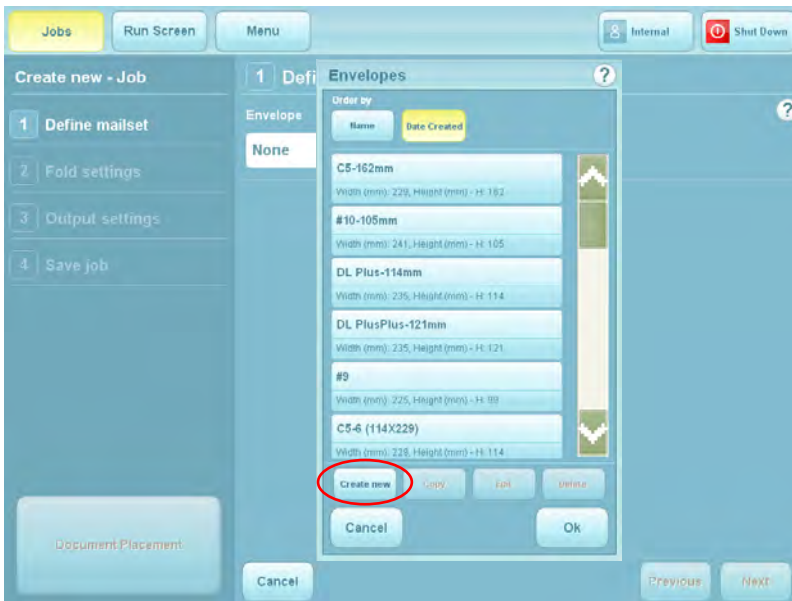 Jobs
Run Screen
Menu
Internal
Shut Down
Create new - Job
1 Defi
Envelopes
?
1 Define mailset
2 Fold settings
3 Output settings
4 Save job
Document Placement
Envelope
None
?
Order by
Name
Date Created
C5-162mm
Width (mm): 229, Height (mm) - H: 162
#10-105mm
Width (mm): 241, Height (mm) - H: 105
DL Plus-114mm
Width (mm): 235, Height (mm) - H: 114
DL PlusPlus-121mm
Width (mm): 235, Height (mm) - H: 121
#9
Width (mm): 225, Height (mm) - H: 99
C5-6 (114X229)
Width (mm): 229, Height (mm) - H: 114
Create new
Copy
Edit
Delete
Cancel
Ok
Cancel
Previous
Next